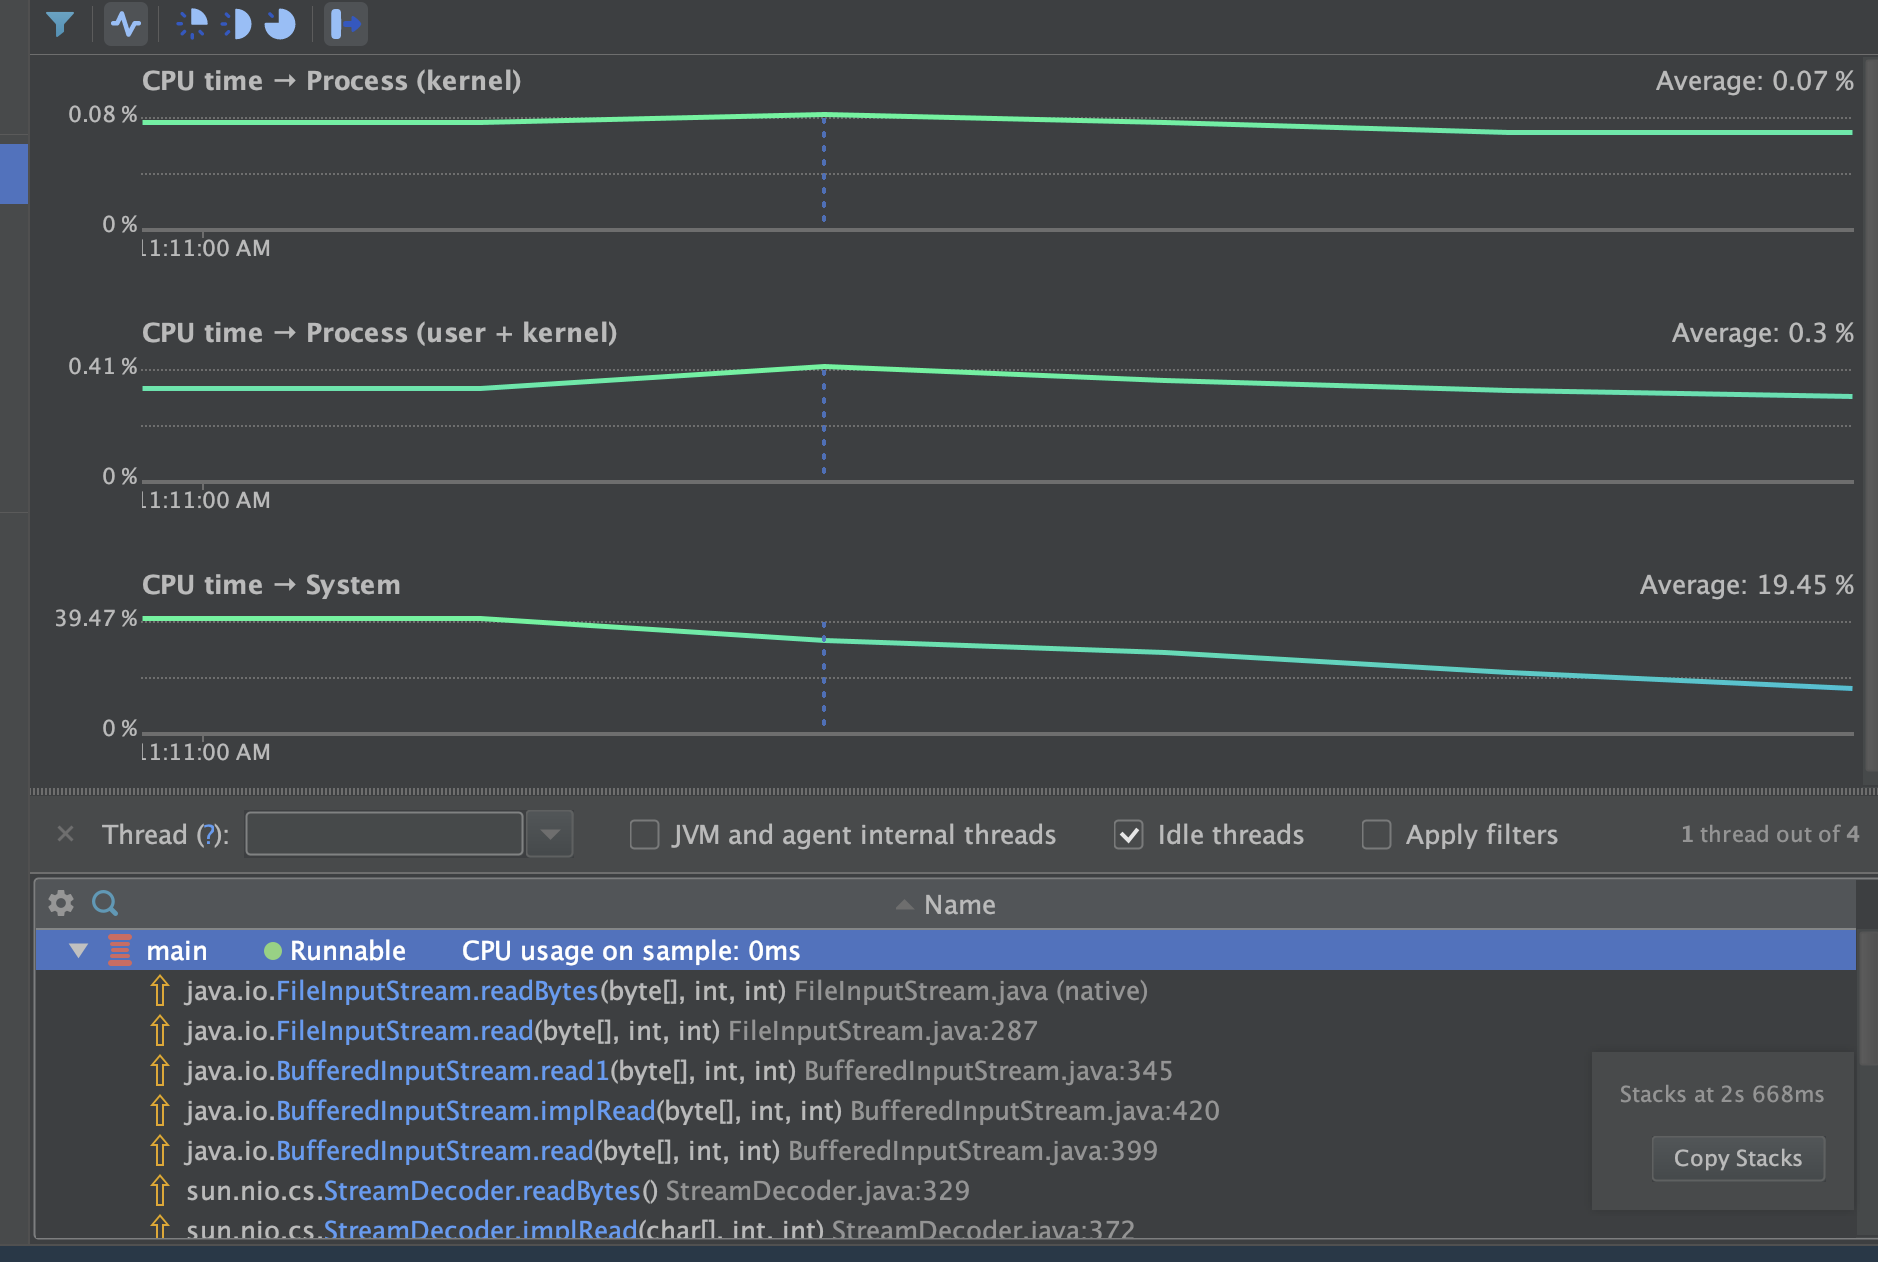 CPU time → Process (kernel) Average: 0.07 %
0.08 %
0 %
11:11:00 AM
CPU time → Process (user + kernel) Average: 0.3 %
0.41 %
0 %
11:11:00 AM
CPU time → System Average: 19.45 %
39.47 %
0 %
11:11:00 AM
Thread (?): JVM and agent internal threads Idle threads Apply filters 1 thread out of 4
Name
main Runnable CPU usage on sample: 0ms
java.io.FileInputStream.readBytes(byte[], int, int) FileInputStream.java (native)
java.io.FileInputStream.read(byte[], int, int) FileInputStream.java:287
java.io.BufferedInputStream.read1(byte[], int, int) BufferedInputStream.java:345
java.io.BufferedInputStream.implRead(byte[], int, int) BufferedInputStream.java:420
java.io.BufferedInputStream.read(byte[], int, int) BufferedInputStream.java:399
sun.nio.cs.StreamDecoder.readBytes() StreamDecoder.java:329
sun.nio.cs.StreamDecoder.implRead(char[], int, int) StreamDecoder.java:372
Stacks at 2s 668ms
Copy Stacks